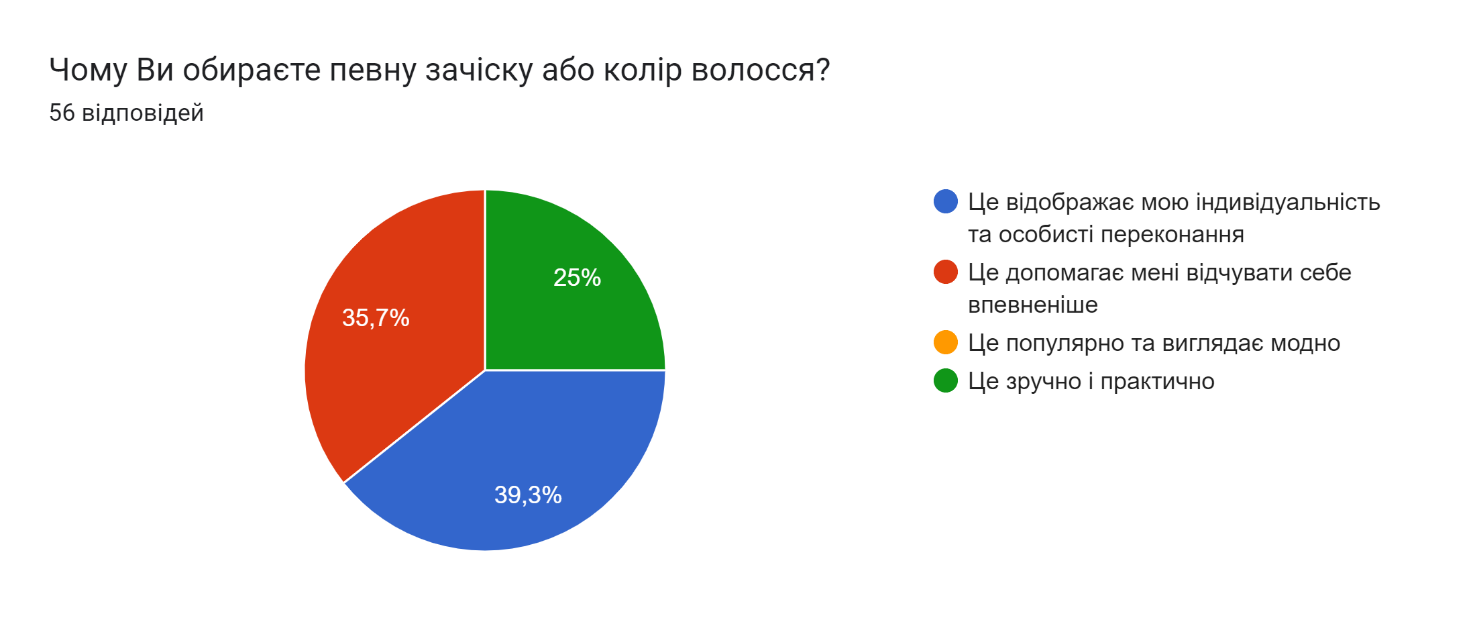 Чому Ви обираєте певну зачіску або колір волосся?
56 відповідей
25%
35,7%
39,3%
Це відображає мою індивідуальність
та особисті переконання
Це допомагає мені відчувати себе
впевненіше
Це популярно та виглядає модно
Це зручно і практично